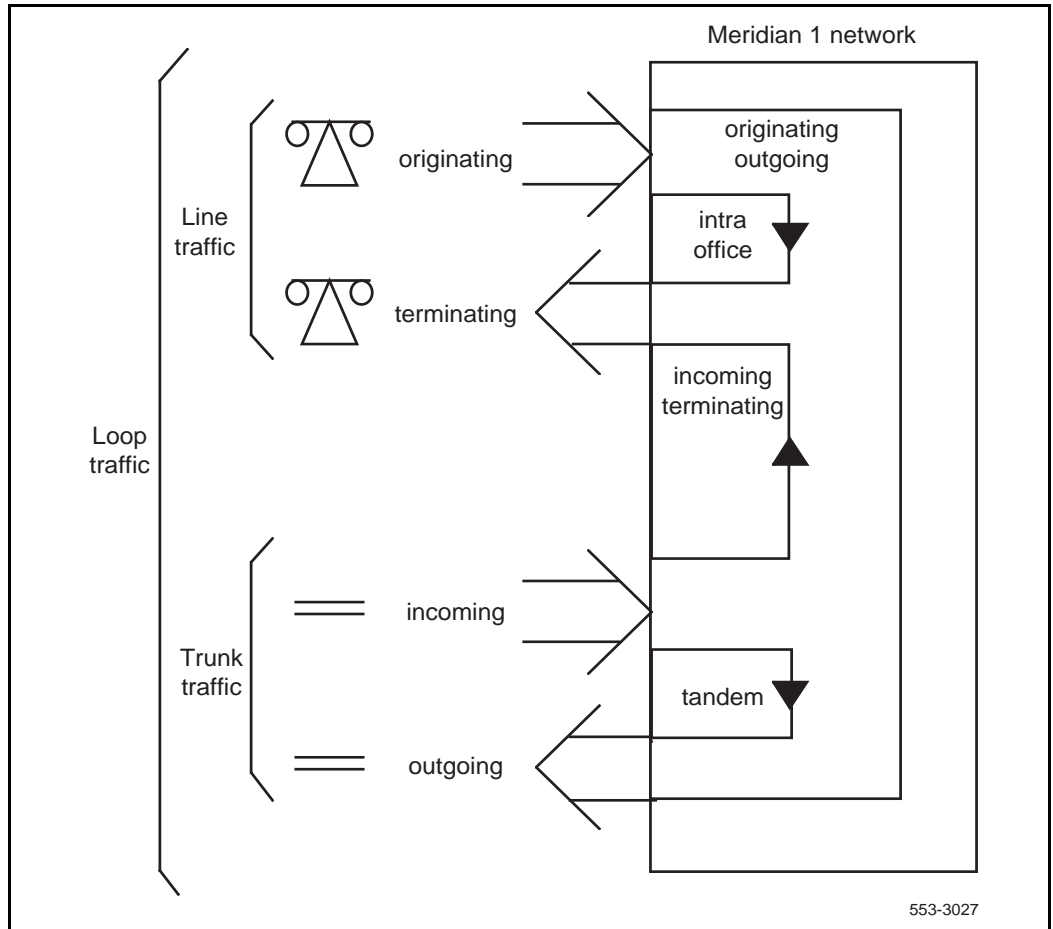 Meridian 1 network
originating
originating
outgoing
Line
traffic
intra
office
terminating
incoming
terminating
Loop
traffic
incoming
Trunk
traffic
tandem
outgoing
553-3027